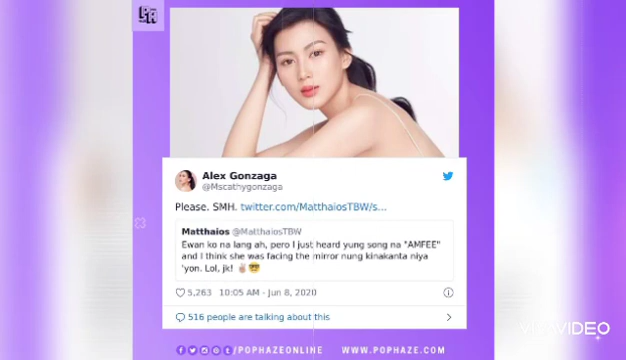 PH
Alex Gonzaga
@Mscathygonzaga
Please. SMH. twitter.com/MatthaiosTBW/s...
Matthaios @MatthaiosTBW
Ewan ko na lang ah, pero I just heard yung song na "AMFEE"
and I think she was facing the mirror nung kinakanta niya
'yon. Lol, jk! ✌🏼🤓
5,263 10:05 AM - Jun 8, 2020
516 people are talking about this
/POPHAZEONLINE WWW.POPHAZE.COM
VIVAVIDEO